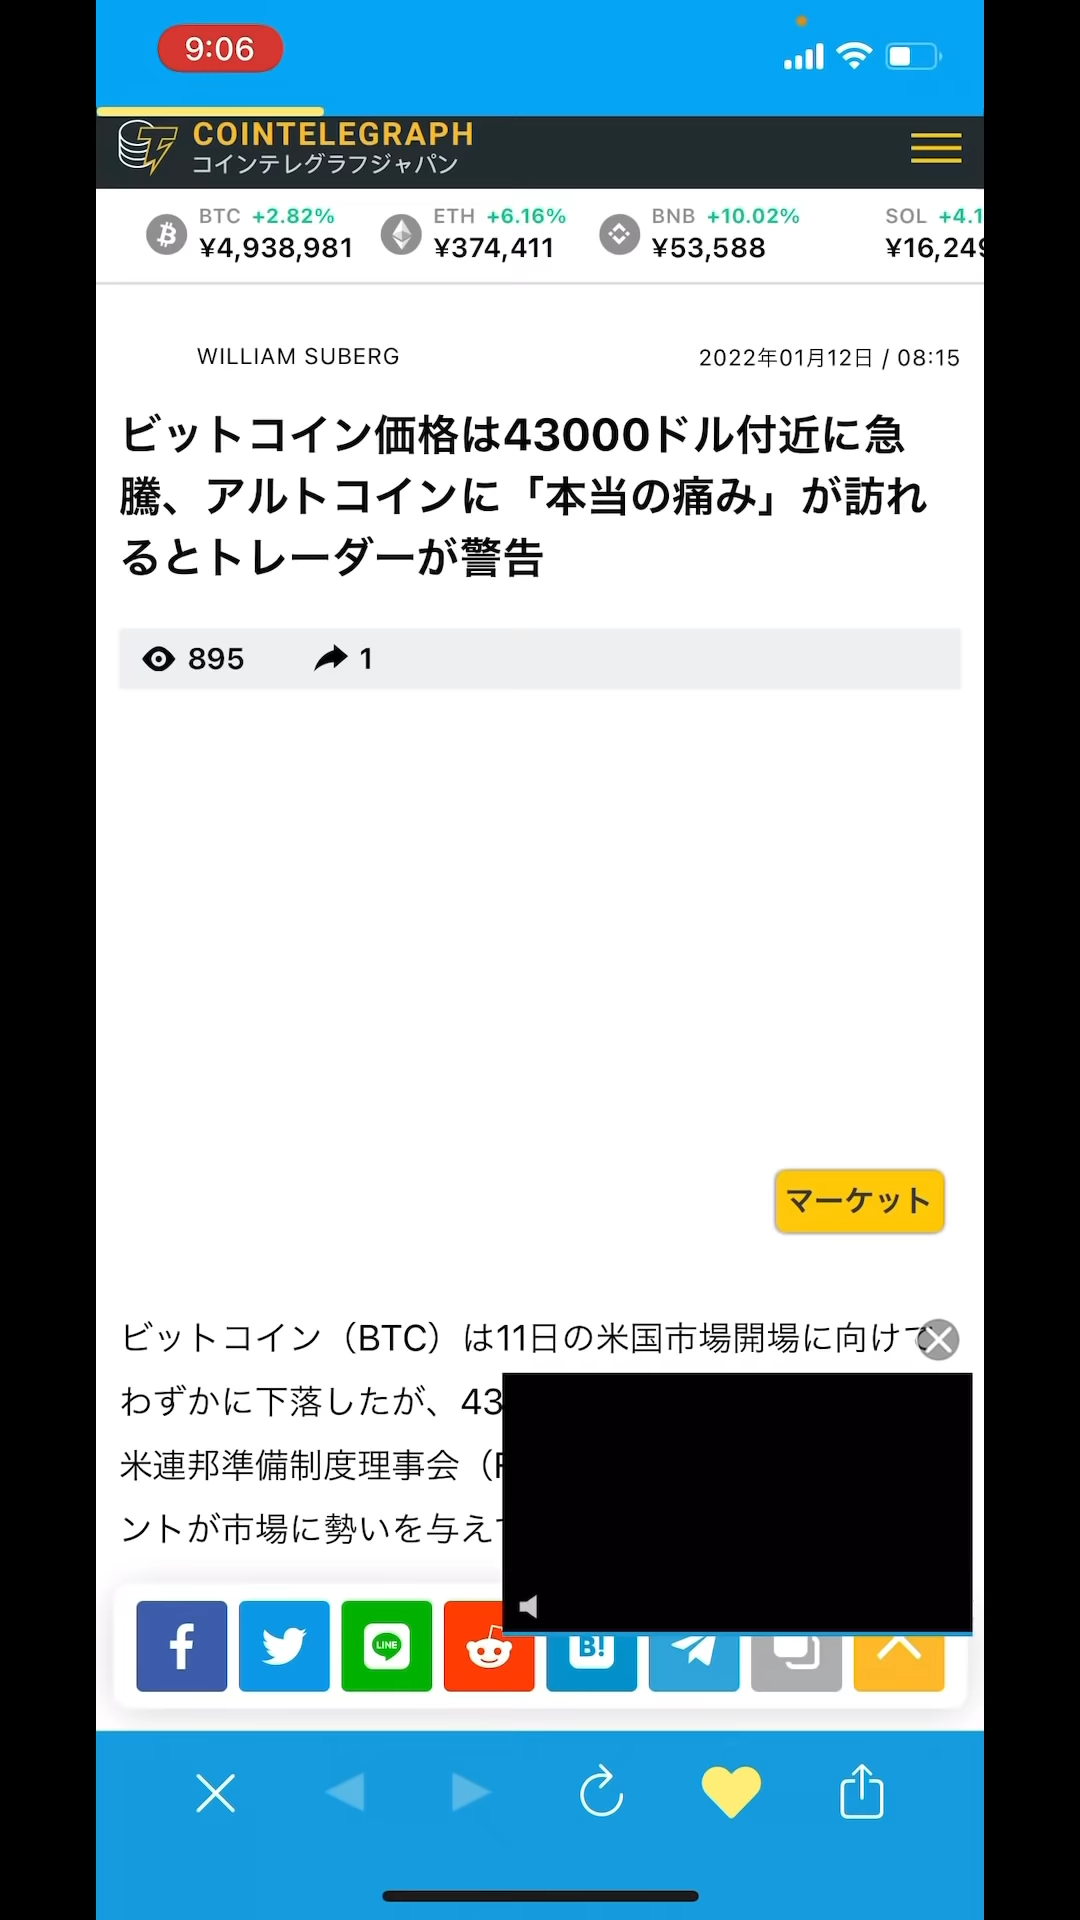 9:06
COINTELEGRAPH
コインテレグラフジャパン
BTC +2.82% ETH +6.16% BNB +10.02% SOL +4.1
¥4,938,981 ¥374,411 ¥53,588 ¥16,249
WILLIAM SUBERG 2022年01月12日 / 08:15
ビットコイン価格は43000ドル付近に急
騰、アルトコインに「本当の痛み」が訪れ
るとトレーダーが警告
895 1
マーケット
ビットコイン（BTC）は11日の米国市場開場に向けて
わずかに下落したが、43
米連邦準備制度理事会（F
ントが市場に勢いを与えて
f LINE B!